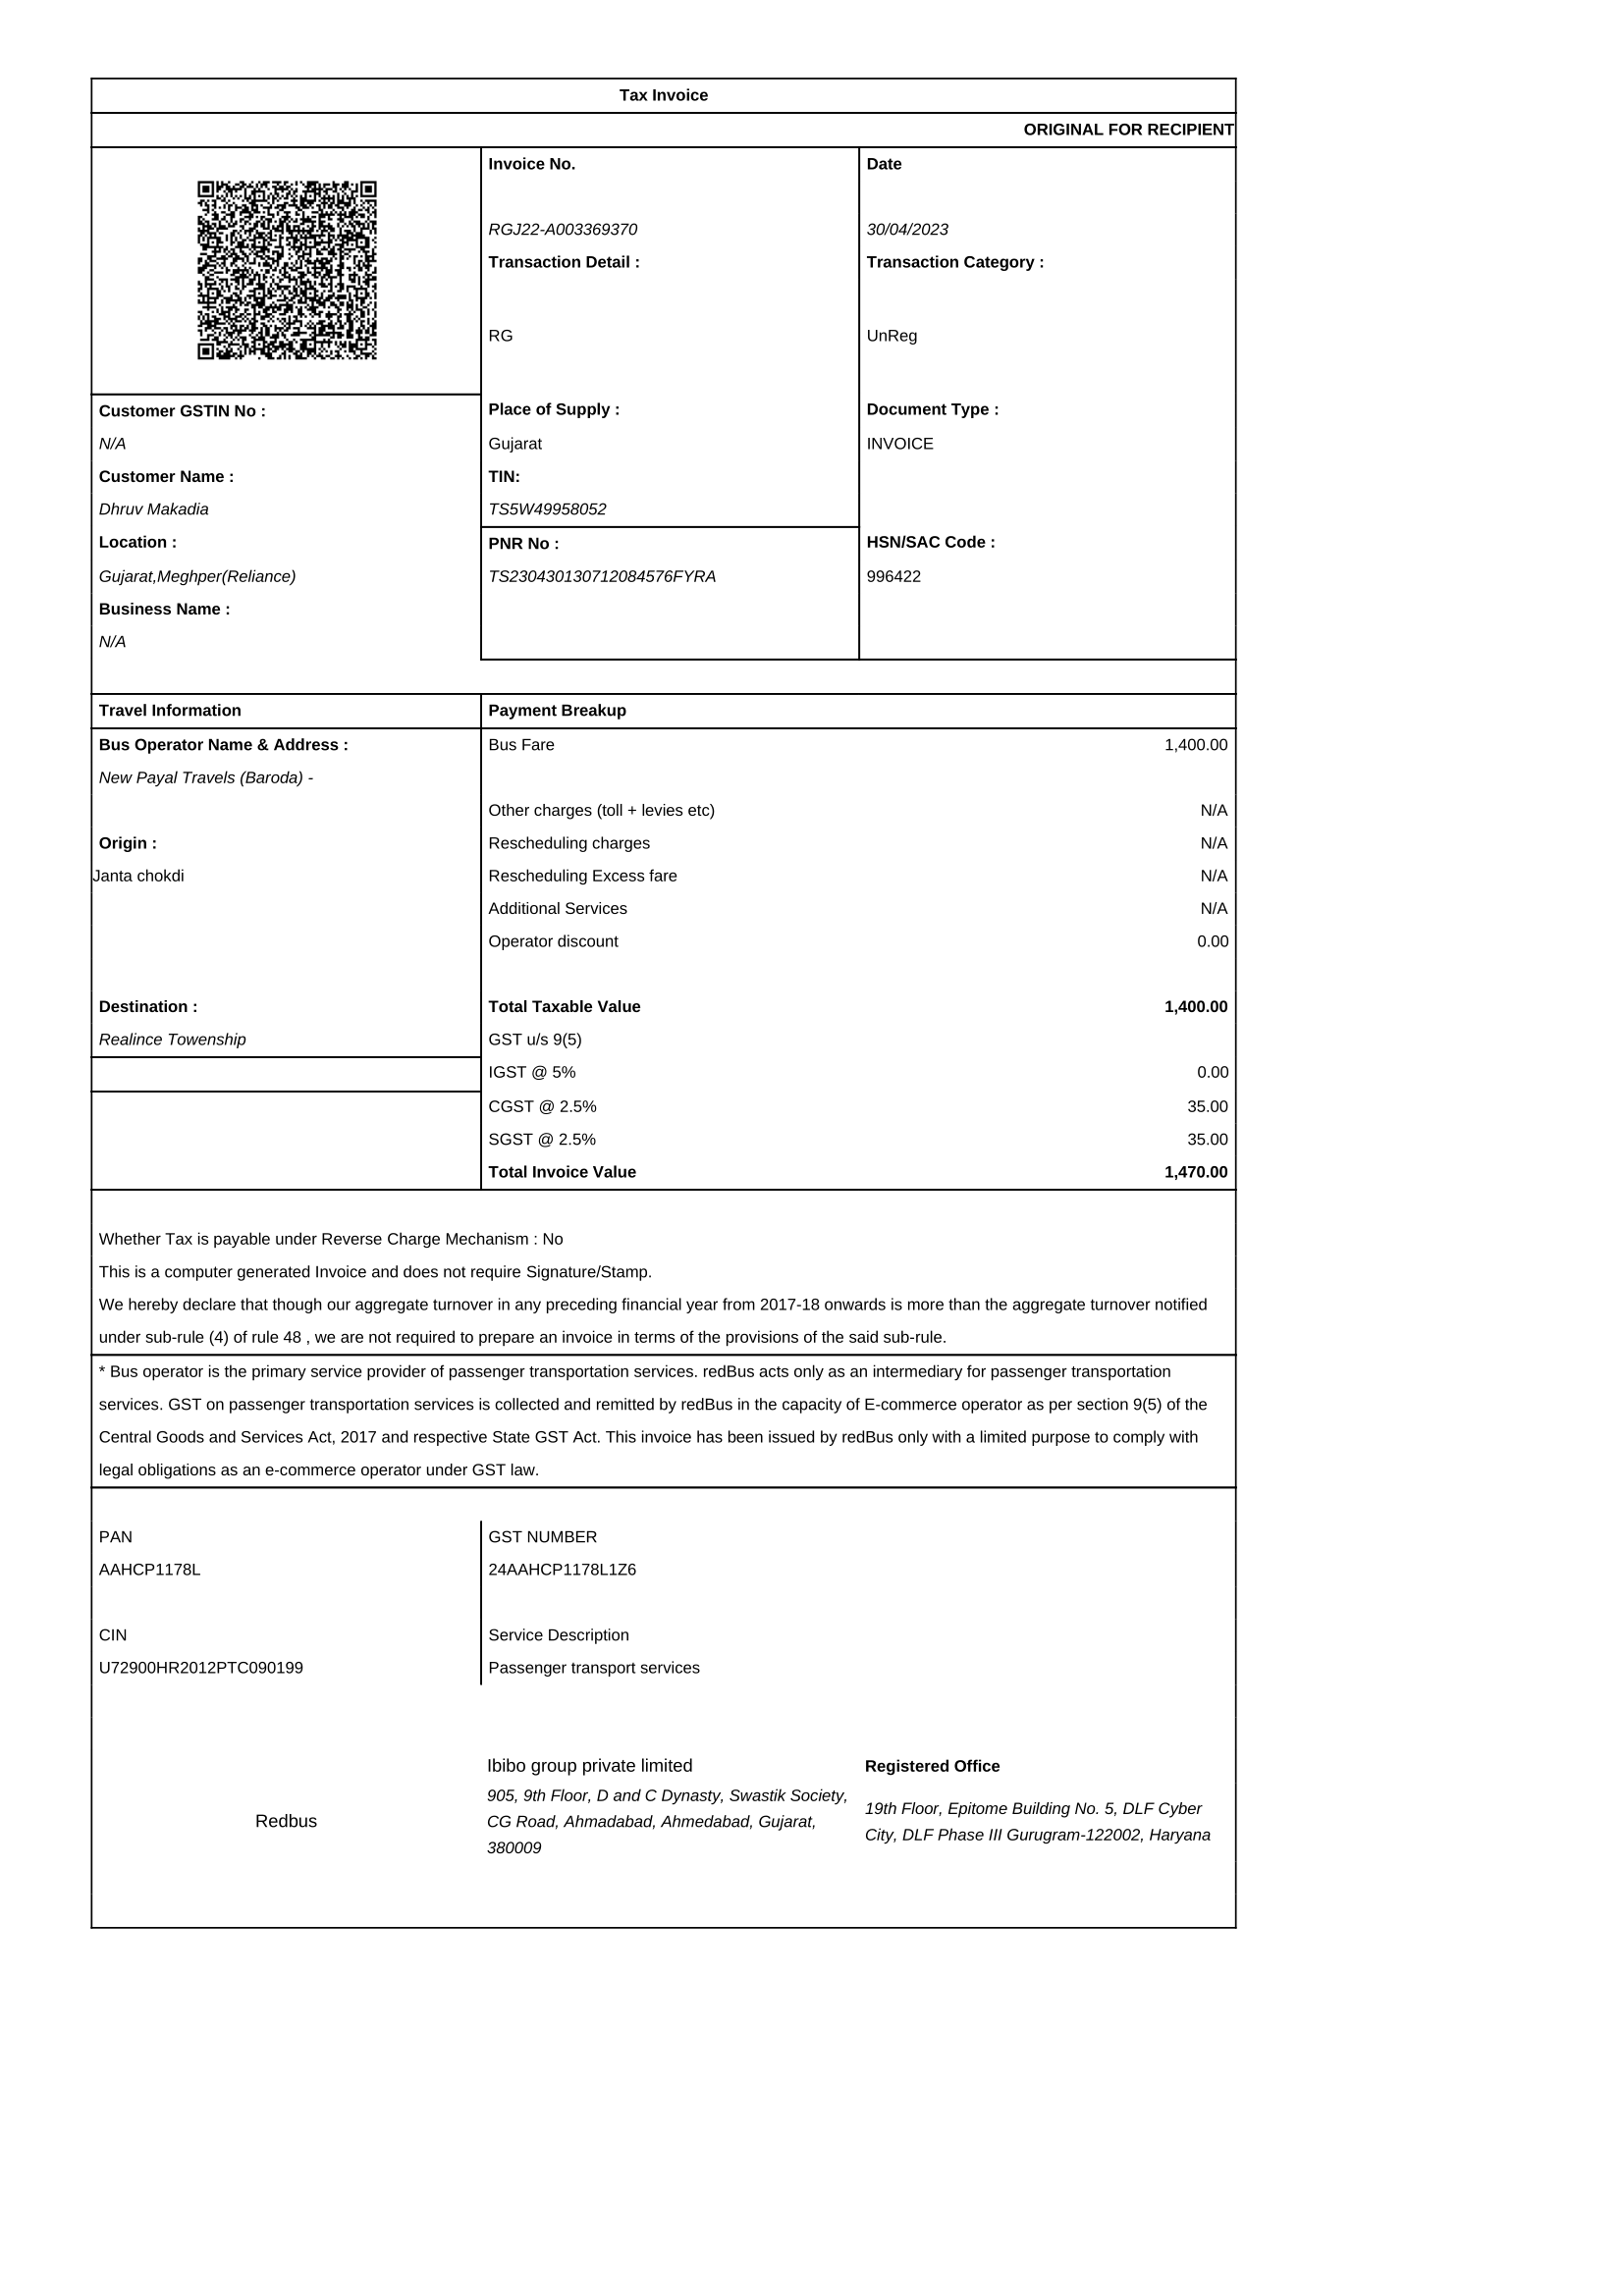 Tax Invoice
ORIGINAL FOR RECIPIENT
Invoice No.
Date
RGJ22-A003369370
30/04/2023
Transaction Detail :
Transaction Category :
RG
UnReg
Customer GSTIN No :
Place of Supply :
Document Type :
N/A
Gujarat
INVOICE
Customer Name :
TIN:
Dhruv Makadia
TS5W49958052
Location :
PNR No :
HSN/SAC Code :
Gujarat,Meghper(Reliance)
TS230430130712084576FYRA
996422
Business Name :
N/A
Travel Information
Payment Breakup
Bus Operator Name & Address :
Bus Fare 1,400.00
New Payal Travels (Baroda) -
Other charges (toll + levies etc) N/A
Origin :
Rescheduling charges N/A
Janta chokdi
Rescheduling Excess fare N/A
Additional Services N/A
Operator discount 0.00
Destination :
Total Taxable Value 1,400.00
Realince Towenship
GST u/s 9(5)
IGST @ 5% 0.00
CGST @ 2.5% 35.00
SGST @ 2.5% 35.00
Total Invoice Value 1,470.00
Whether Tax is payable under Reverse Charge Mechanism : No
This is a computer generated Invoice and does not require Signature/Stamp.
We hereby declare that though our aggregate turnover in any preceding financial year from 2017-18 onwards is more than the aggregate turnover notified
under sub-rule (4) of rule 48 , we are not required to prepare an invoice in terms of the provisions of the said sub-rule.
* Bus operator is the primary service provider of passenger transportation services. redBus acts only as an intermediary for passenger transportation
services. GST on passenger transportation services is collected and remitted by redBus in the capacity of E-commerce operator as per section 9(5) of the
Central Goods and Services Act, 2017 and respective State GST Act. This invoice has been issued by redBus only with a limited purpose to comply with
legal obligations as an e-commerce operator under GST law.
PAN
GST NUMBER
AAHCP1178L
24AAHCP1178L1Z6
CIN
Service Description
U72900HR2012PTC090199
Passenger transport services
Redbus
Ibibo group private limited
905, 9th Floor, D and C Dynasty, Swastik Society,
CG Road, Ahmadabad, Ahmedabad, Gujarat,
380009
Registered Office
19th Floor, Epitome Building No. 5, DLF Cyber
City, DLF Phase III Gurugram-122002, Haryana